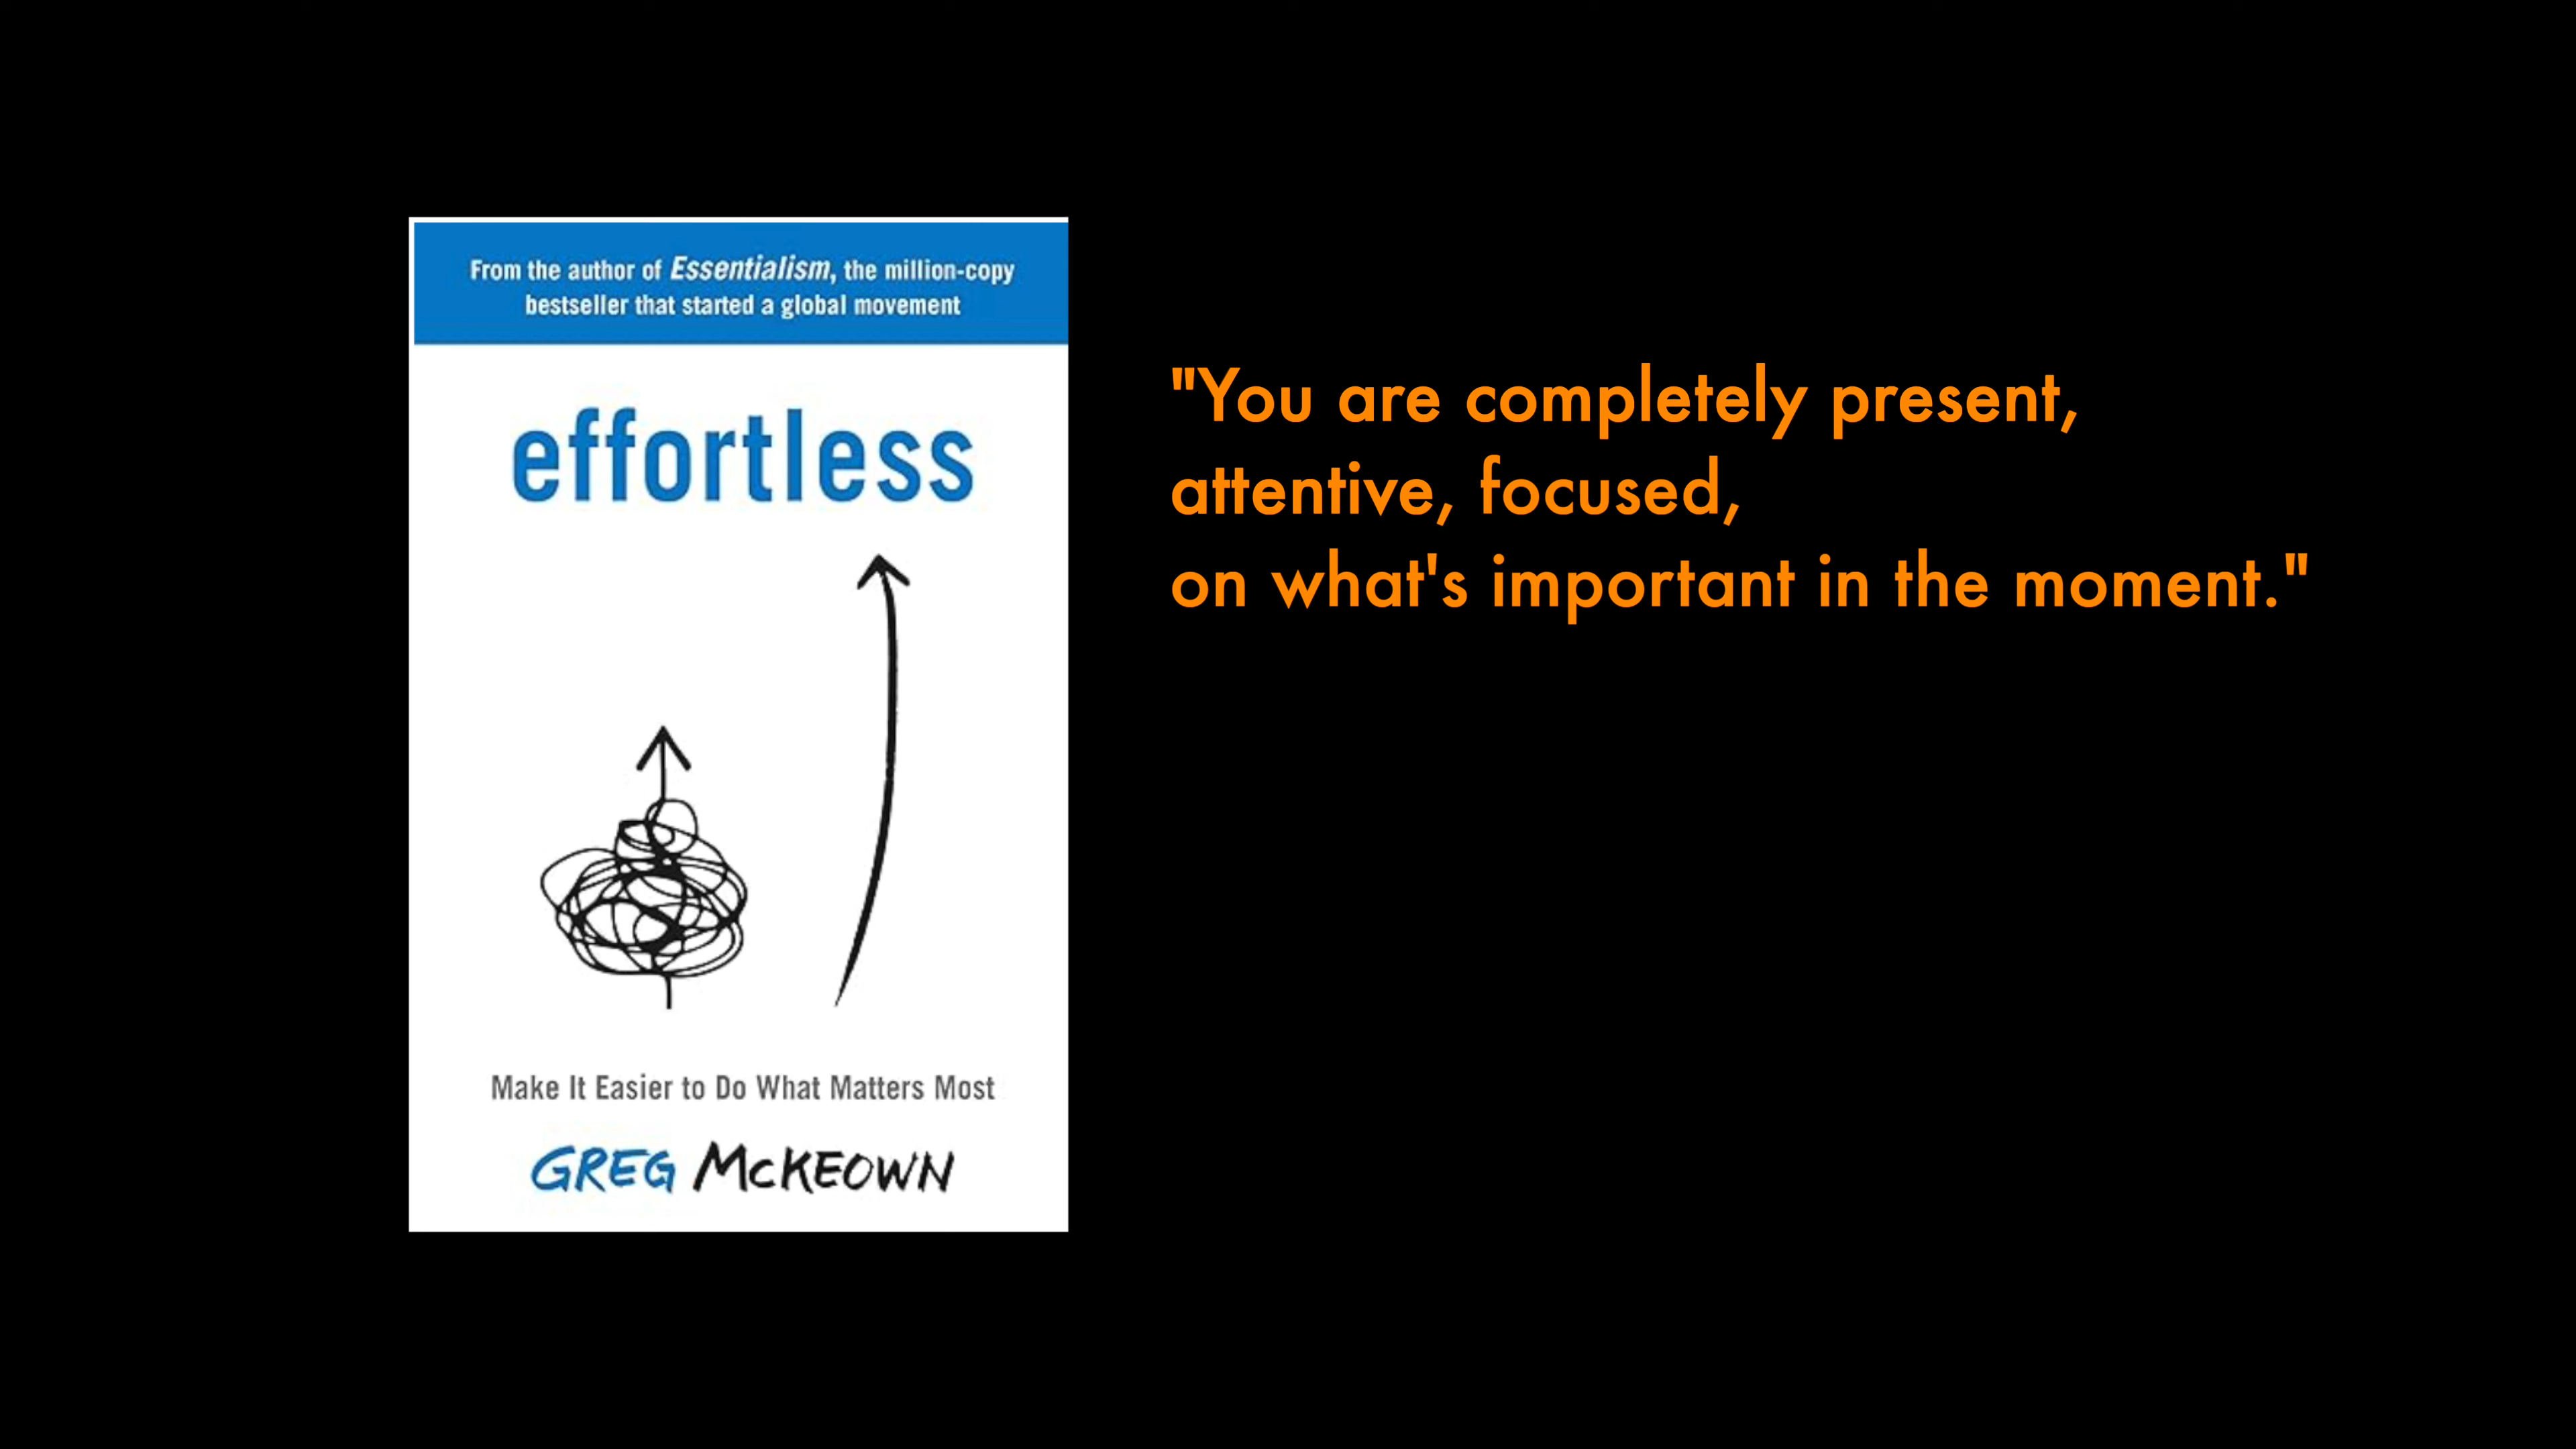 From the author of Essentialism, the million-copy
bestseller that started a global movement
effortless
Make It Easier to Do What Matters Most
GREG MCKEOWN
"You are completely present,
attentive, focused,
on what's important in the moment."